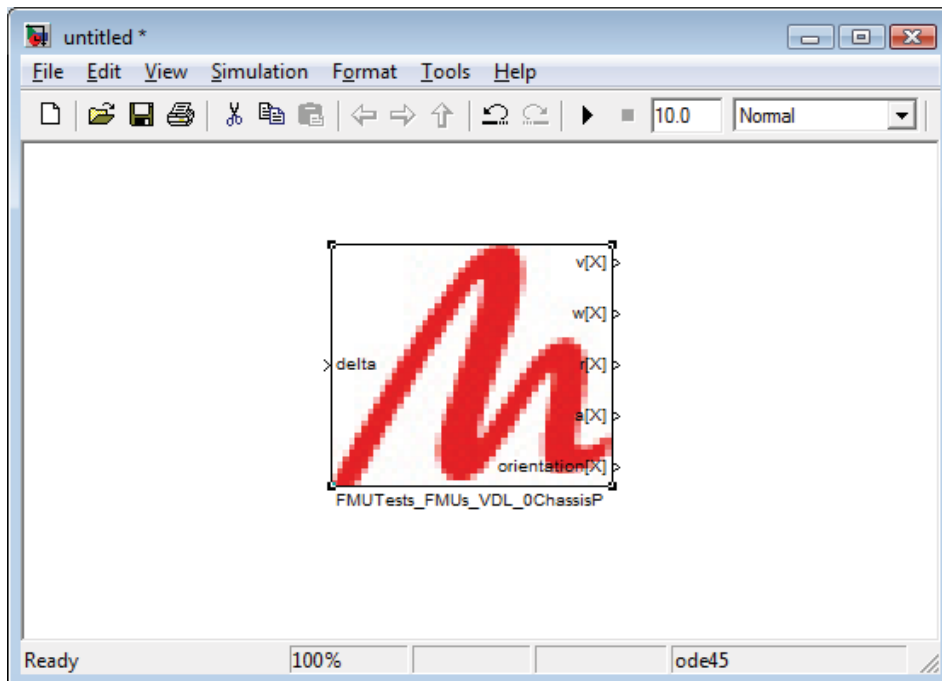 untitled *
File Edit View Simulation Format Tools Help
10.0 Normal
v[X]
w[X]
delta r[X]
a[X]
orientation[X]
FMUTests_FMUs_VDL_0ChassisP
Ready 100% ode45